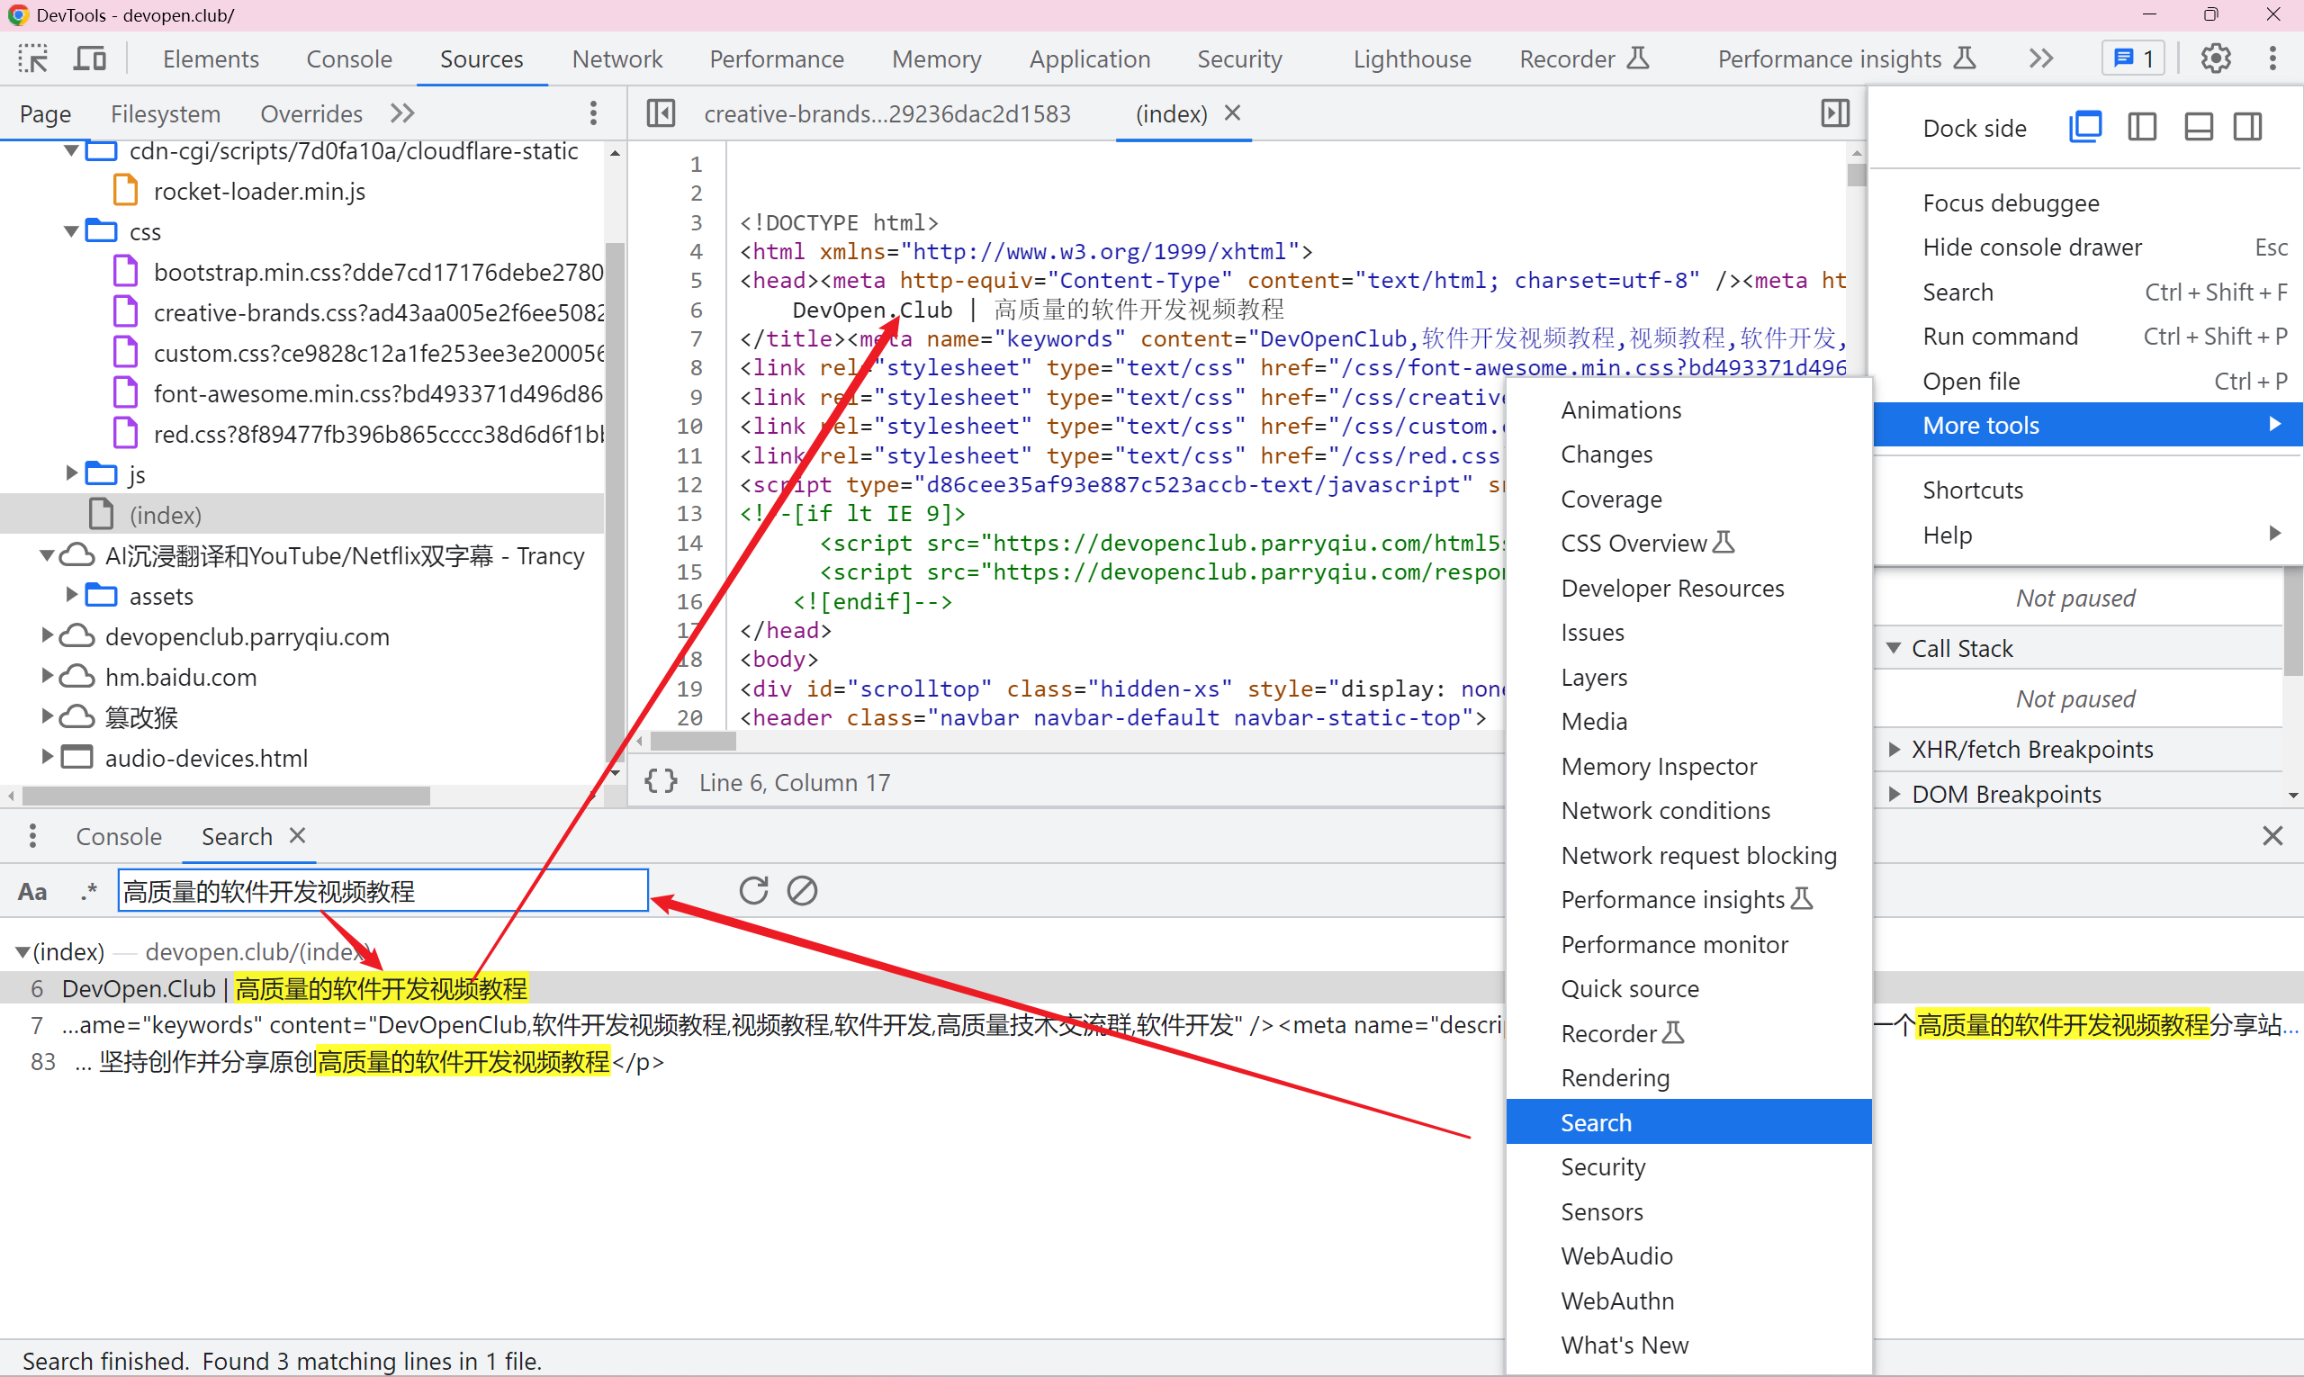 DevTools - devopen.club/
Elements Console Sources Network Performance Memory Application Security Lighthouse Recorder Performance insights 1
Page Filesystem Overrides
creative-brands...29236dac2d1583 (index)
cdn-cgi/scripts/7d0fa10a/cloudflare-static
rocket-loader.min.js
css
bootstrap.min.css?dde7cd17176debe2780
creative-brands.css?ad43aa005e2f6ee5082
custom.css?ce9828c12a1fe253ee3e200056
font-awesome.min.css?bd493371d496d86
red.css?8f89477fb396b865cccc38d6d6f1bb
js
(index)
AI沉浸翻译和YouTube/Netflix双字幕 - Trancy
assets
devopenclub.parryqiu.com
hm.baidu.com
篡改猴
audio-devices.html
1
2
3 <!DOCTYPE html>
4 <html xmlns="http://www.w3.org/1999/xhtml">
5 <head><meta http-equiv="Content-Type" content="text/html; charset=utf-8" /><meta ht
6 DevOpen.Club | 高质量的软件开发视频教程
7 </title><meta name="keywords" content="DevOpenClub,软件开发视频教程,视频教程,软件开发,
8 <link rel="stylesheet" type="text/css" href="/css/font-awesome.min.css?bd493371d496
9 <link rel="stylesheet" type="text/css" href="/css/creative
10 <link rel="stylesheet" type="text/css" href="/css/custom.c
11 <link rel="stylesheet" type="text/css" href="/css/red.css
12 <script type="d86cee35af93e887c523accb-text/javascript" sr
13 <!--[if lt IE 9]>
14 <script src="https://devopenclub.parryqiu.com/html5s
15 <script src="https://devopenclub.parryqiu.com/respon
16 <![endif]-->
17 </head>
18 <body>
19 <div id="scrolltop" class="hidden-xs" style="display: none
20 <header class="navbar navbar-default navbar-static-top">
{} Line 6, Column 17
Dock side
Focus debuggee
Hide console drawer Esc
Search Ctrl + Shift + F
Run command Ctrl + Shift + P
Open file Ctrl + P
More tools
Shortcuts
Help
Not paused
Call Stack
Not paused
XHR/fetch Breakpoints
DOM Breakpoints
Animations
Changes
Coverage
CSS Overview
Developer Resources
Issues
Layers
Media
Memory Inspector
Network conditions
Network request blocking
Performance insights
Performance monitor
Quick source
Recorder
Rendering
Search
Security
Sensors
WebAudio
WebAuthn
What's New
Console Search
Aa .* 高质量的软件开发视频教程
(index) — devopen.club/(index)
6 DevOpen.Club | 高质量的软件开发视频教程
7 ...ame="keywords" content="DevOpenClub,软件开发视频教程,视频教程,软件开发,高质量技术交流群,软件开发" /><meta name="descri 一个高质量的软件开发视频教程分享站...
83 ... 坚持创作并分享原创高质量的软件开发视频教程</p>
Search finished. Found 3 matching lines in 1 file.